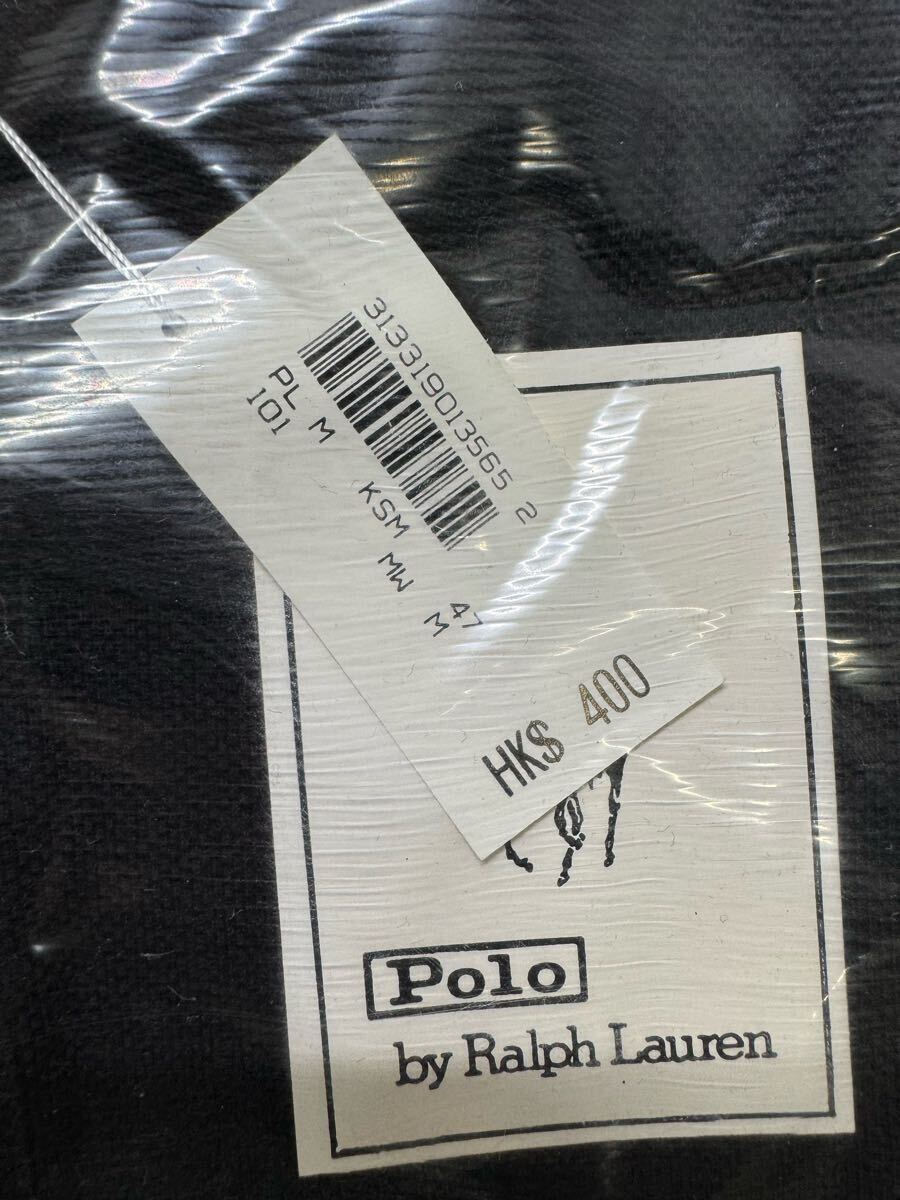 313319013565 2
PL M KSM MW 47
101 M
HK$ 400
Polo
by Ralph Lauren